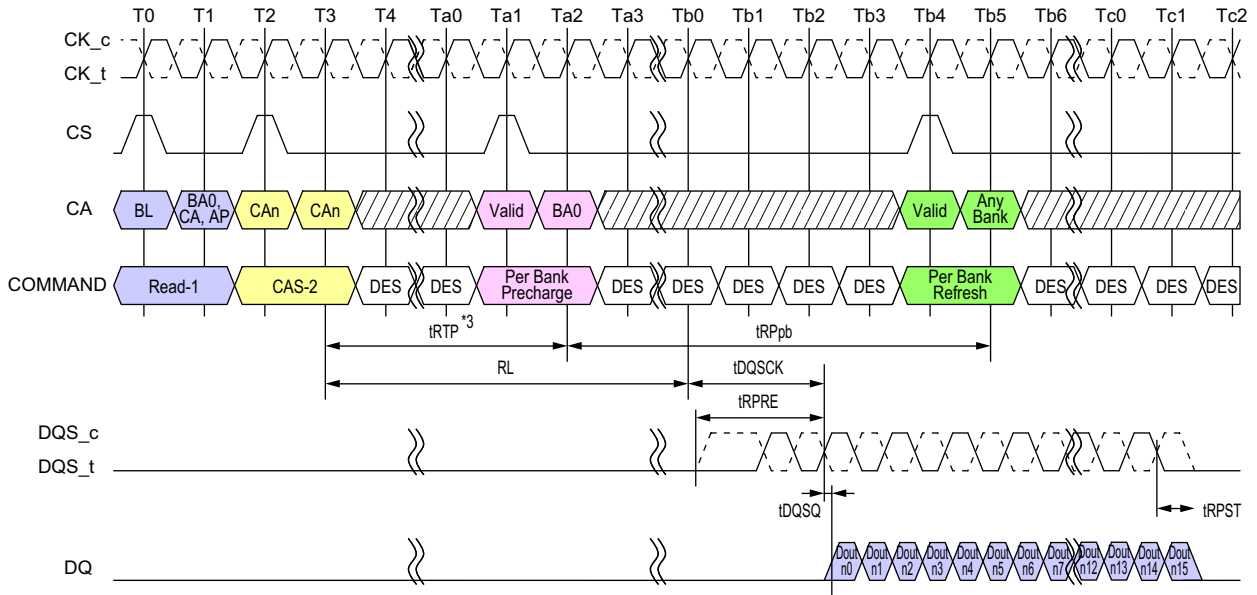 T0 T1 T2 T3 T4 Ta0 Ta1 Ta2 Ta3 Tb0 Tb1 Tb2 Tb3 Tb4 Tb5 Tb6 Tc0 Tc1 Tc2
CK_c
CK_t
CS
CA
BL
BA0,
CA, AP
CAn
CAn
Valid
BA0
Valid
Any
Bank
COMMAND
Read-1
CAS-2
DES
DES
Per Bank
Precharge
DES
DES
DES
DES
DES
Per Bank
Refresh
DES
DES
DES
DES
tRTP *3
tRPpb
RL
tDQSCK
tRPRE
DQS_c
DQS_t
tDQSQ
tRPST
DQ
Dout
n0
Dout
n1
Dout
n2
Dout
n3
Dout
n4
Dout
n5
Dout
n6
Dout
n7
Dout
n12
Dout
n13
Dout
n14
Dout
n15